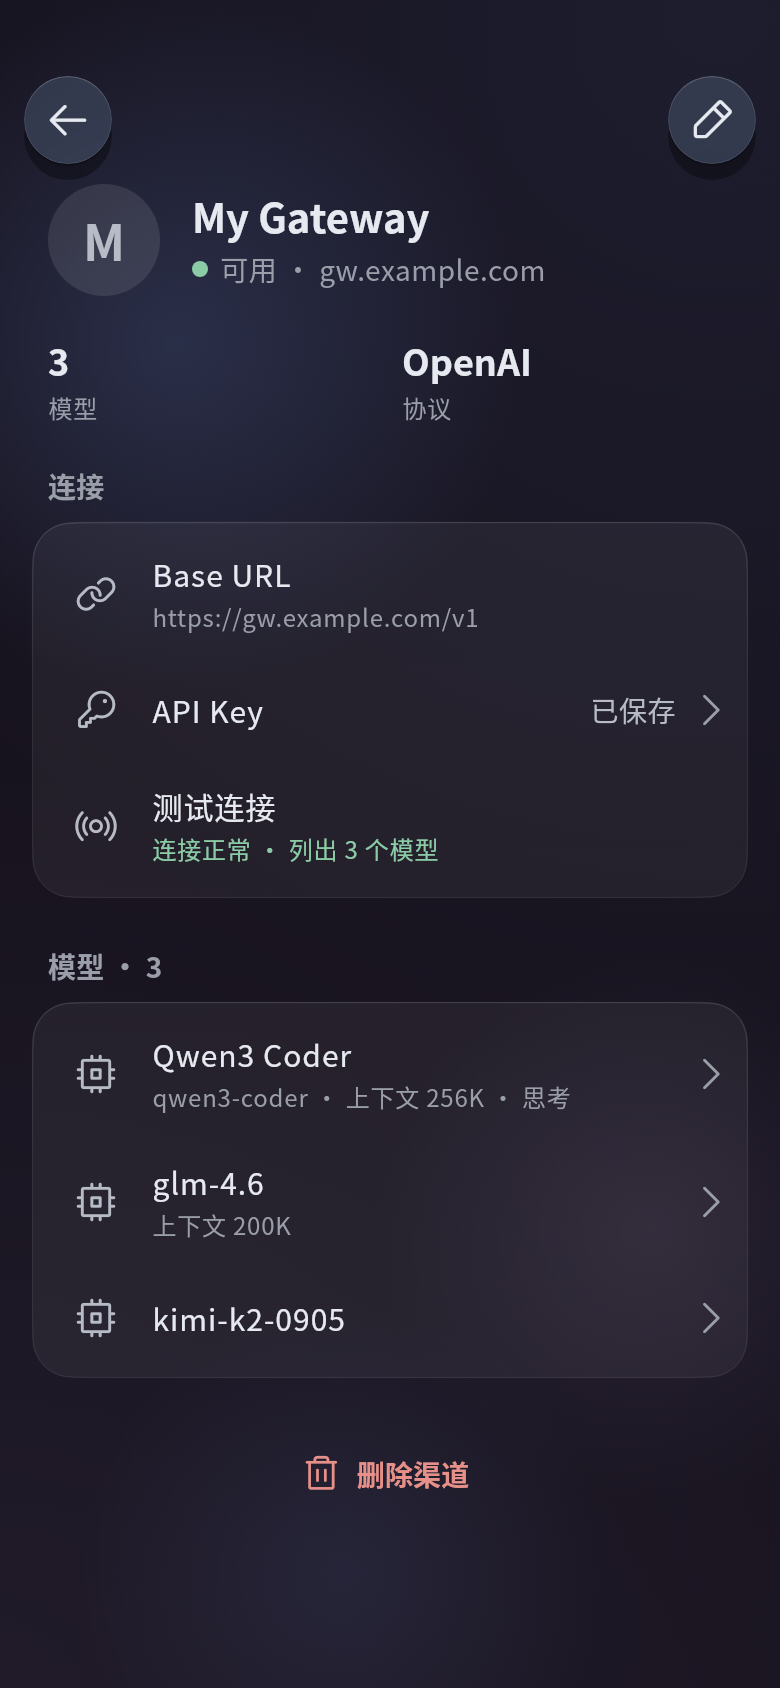 M
My Gateway
可用 · gw.example.com
3
模型
OpenAI
协议
连接
Base URL
https://gw.example.com/v1
API Key
已保存
测试连接
连接正常 · 列出 3 个模型
模型 · 3
Qwen3 Coder
qwen3-coder · 上下文 256K · 思考
glm-4.6
上下文 200K
kimi-k2-0905
删除渠道